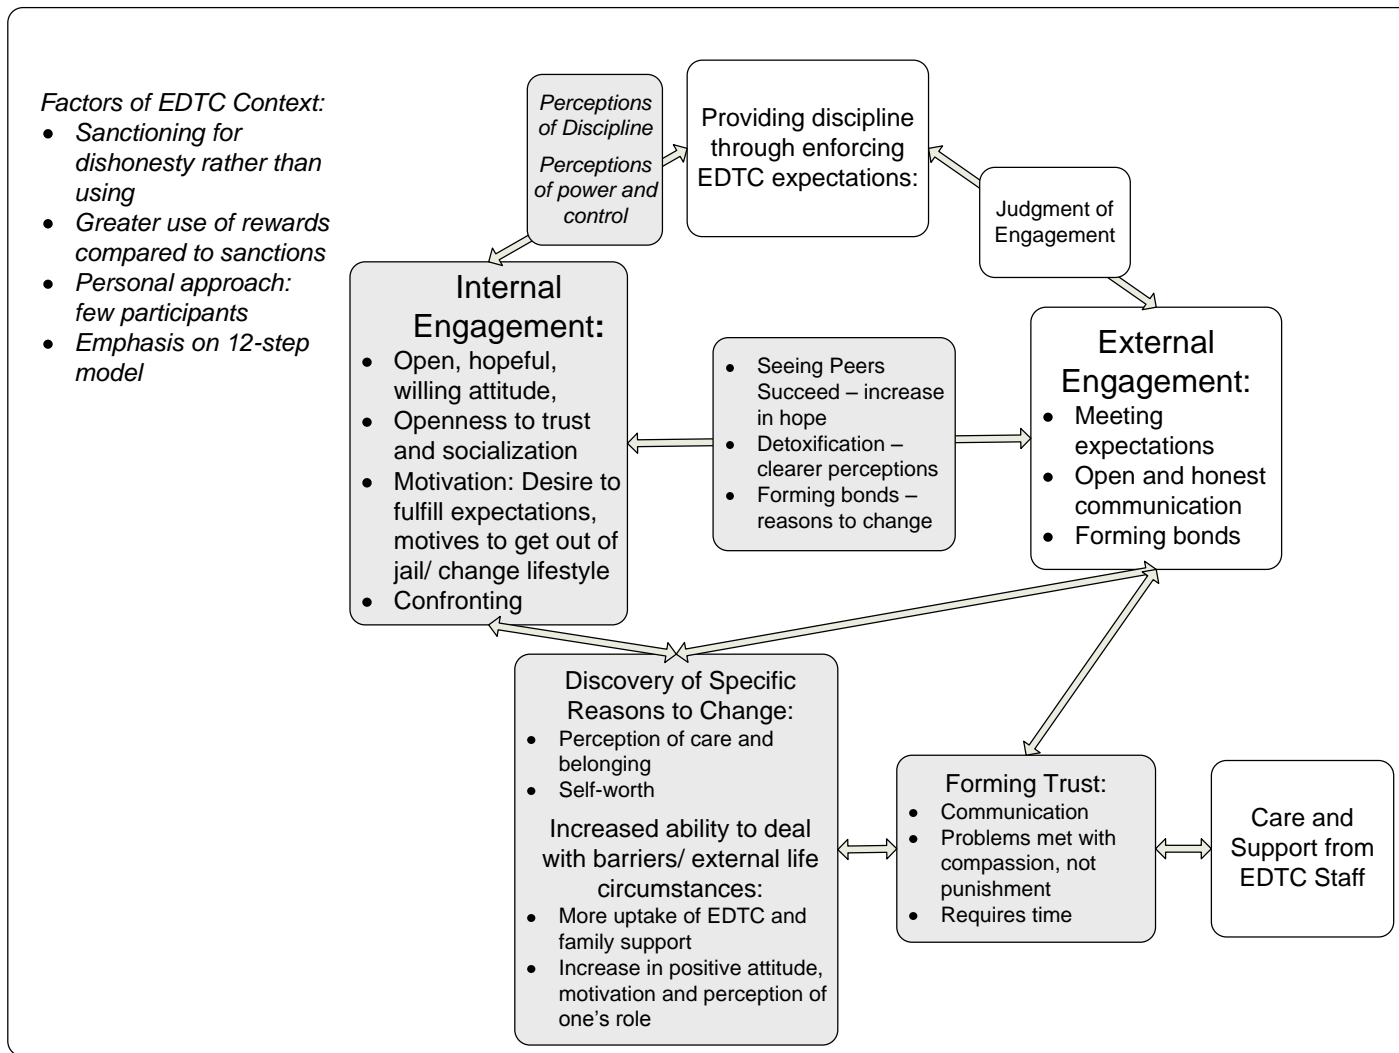 Factors of EDTC Context:
• Sanctioning for
dishonesty rather than
using
• Greater use of rewards
compared to sanctions
• Personal approach:
few participants
• Emphasis on 12-step
model
Perceptions
of Discipline
Perceptions
of power and
control
Providing discipline
through enforcing
EDTC expectations:
Judgment of
Engagement
Internal
Engagement:
• Open, hopeful,
willing attitude,
• Openness to trust
and socialization
• Motivation: Desire to
fulfill expectations,
motives to get out of
jail/ change lifestyle
• Confronting
• Seeing Peers
Succeed – increase
in hope
• Detoxification –
clearer perceptions
• Forming bonds –
reasons to change
External
Engagement:
• Meeting
expectations
• Open and honest
communication
• Forming bonds
Discovery of Specific
Reasons to Change:
• Perception of care and
belonging
• Self-worth
Increased ability to deal
with barriers/ external life
circumstances:
• More uptake of EDTC and
family support
• Increase in positive attitude,
motivation and perception of
one’s role
Forming Trust:
• Communication
• Problems met with
compassion, not
punishment
• Requires time
Care and
Support from
EDTC Staff